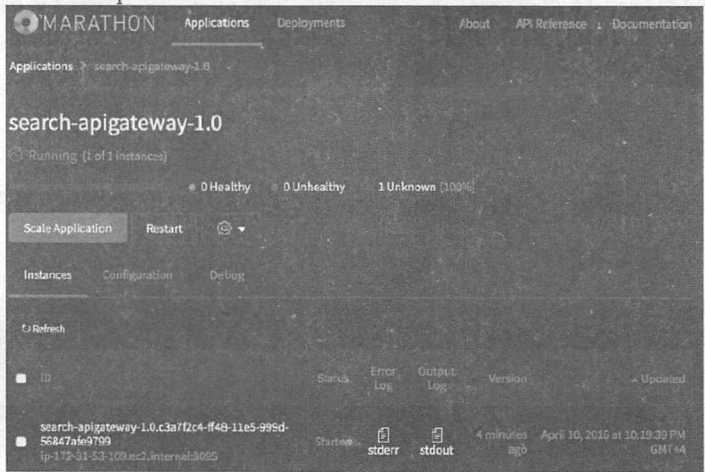 MARATHON Applications Deployments About API Reference Documentation
Applications > search-apigateway-1.0
search-apigateway-1.0
Running (1 of 1 instances)
0 Healthy 0 Unhealthy 1 Unknown (100%)
Scale Application Restart
Instances Configuration Debug
Refresh
ID Status Error Log Output Log Version Updated
search-apigateway-1.0.c3a7f2c4-ff48-11e5-999d-
56847afe9799
ip-172-31-53-109.ec2.internal:8095
Started stderr stdout 4 minutes ago April 10, 2016 at 10:19:39 PM
GMT+4